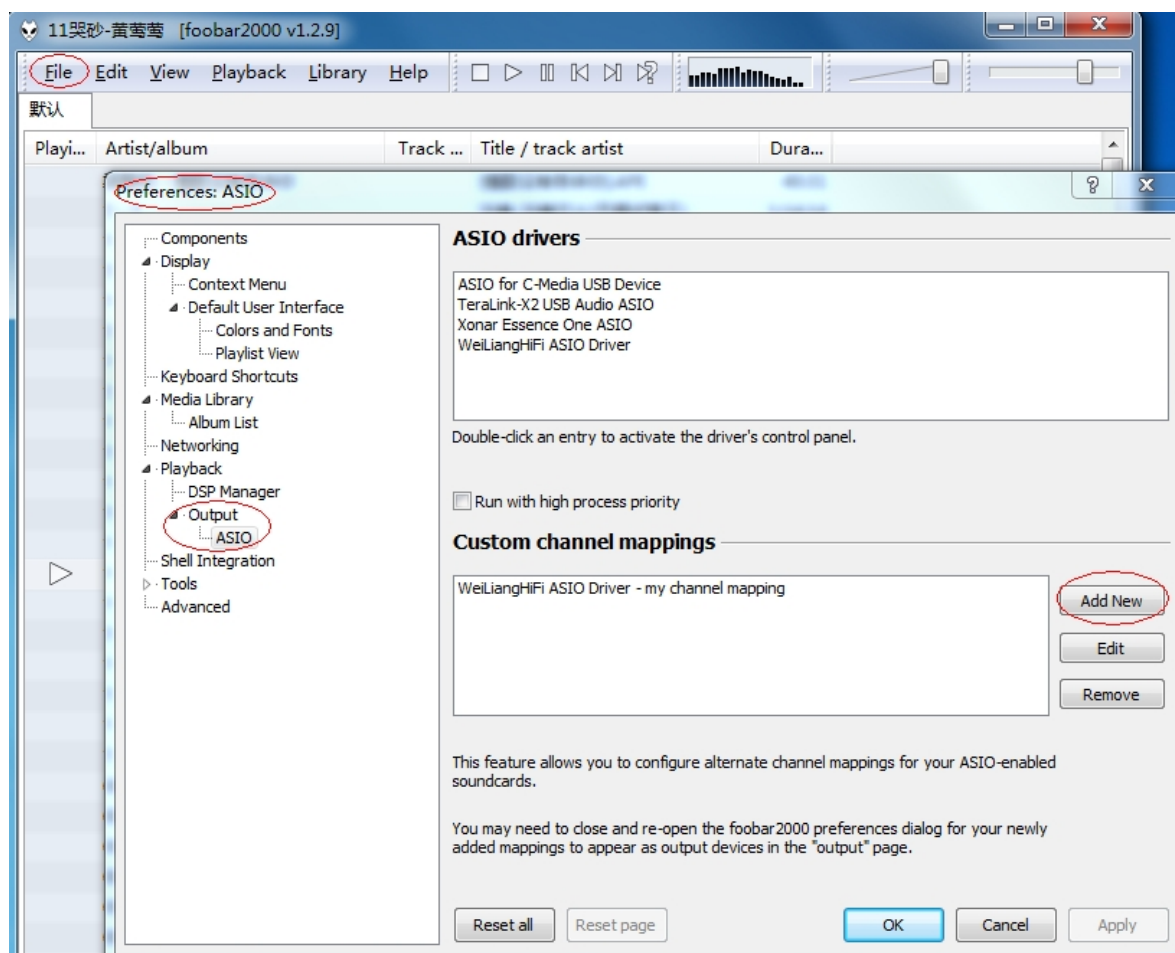 11哭砂-黄莺莺 [foobar2000 v1.2.9]
File Edit View Playback Library Help
默认
Playi... Artist/album Track ... Title / track artist Dura...
Preferences: ASIO
Components
Display
Context Menu
Default User Interface
Colors and Fonts
Playlist View
Keyboard Shortcuts
Media Library
Album List
Networking
Playback
DSP Manager
Output
ASIO
Shell Integration
Tools
Advanced
ASIO drivers
ASIO for C-Media USB Device
TeraLink-X2 USB Audio ASIO
Xonar Essence One ASIO
WeiLiangHiFi ASIO Driver
Double-click an entry to activate the driver's control panel.
Run with high process priority
Custom channel mappings
WeiLiangHiFi ASIO Driver - my channel mapping
Add New
Edit
Remove
This feature allows you to configure alternate channel mappings for your ASIO-enabled
soundcards.
You may need to close and re-open the foobar2000 preferences dialog for your newly
added mappings to appear as output devices in the "output" page.
Reset all Reset page OK Cancel Apply